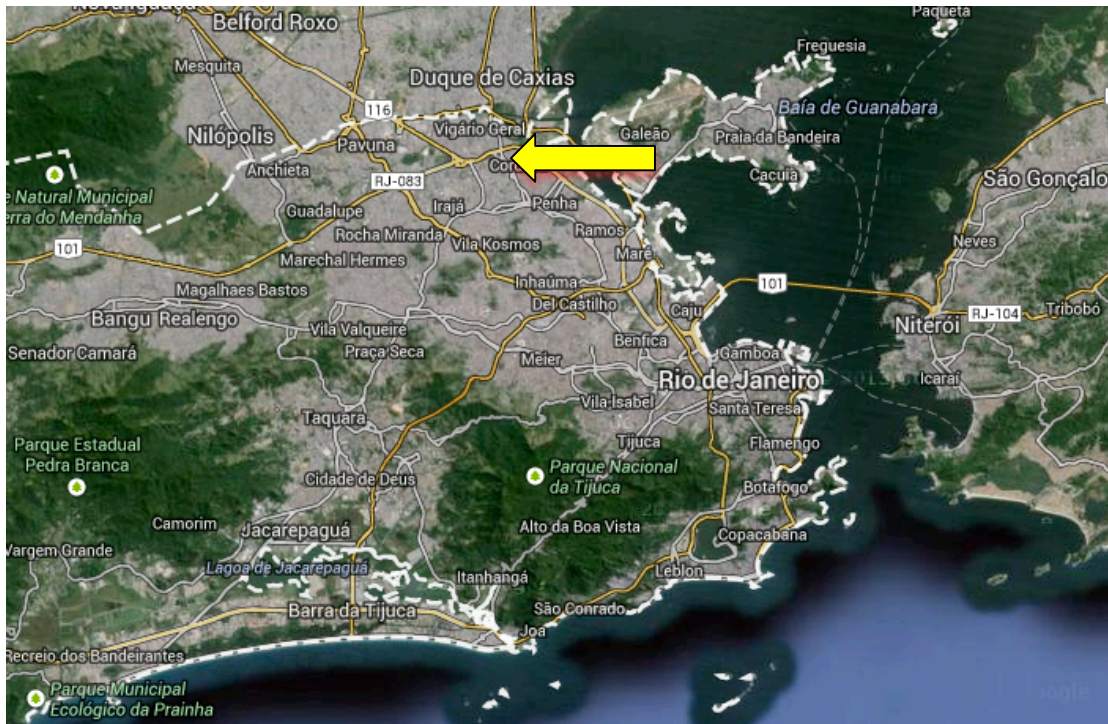 Paquetá
Belford Roxo
Freguesia
Mesquita
Duque de Caxias
116
Baía de Guanabara
Vigário Geral
Galeão
Praia da Bandeira
Nilópolis
Pavuna
Anchieta
Cacuia
São Gonçalo
RJ-083
e Natural Municipal
erra do Mendanha
Guadalupe
Irajá
Penha
Rocha Miranda
Ramos
101
Vila Kosmos
Neves
Marechal Hermes
Maré
Inhaúma
101
Magalhaes Bastos
Del Castilho
Caju
RJ-104
Tribobó
Bangu
Realengo
Vila Valqueire
Niterói
Benfica
Senador Camará
Praça Seca
Meier
Gamboa
Rio de Janeiro
Icaraí
Vila Isabel
Santa Teresa
Taquara
Tijuca
Flamengo
Parque Estadual
Pedra Branca
Parque Nacional
da Tijuca
Cidade de Deus
Botafogo
Camorim
Jacarepaguá
Alto da Boa Vista
Copacabana
Vargem Grande
Lagoa de Jacarepaguá
Itanhangá
Leblon
Barra da Tijuca
São Conrado
Joa
Recreio dos Bandeirantes
Parque Municipal
Ecológico da Prainha